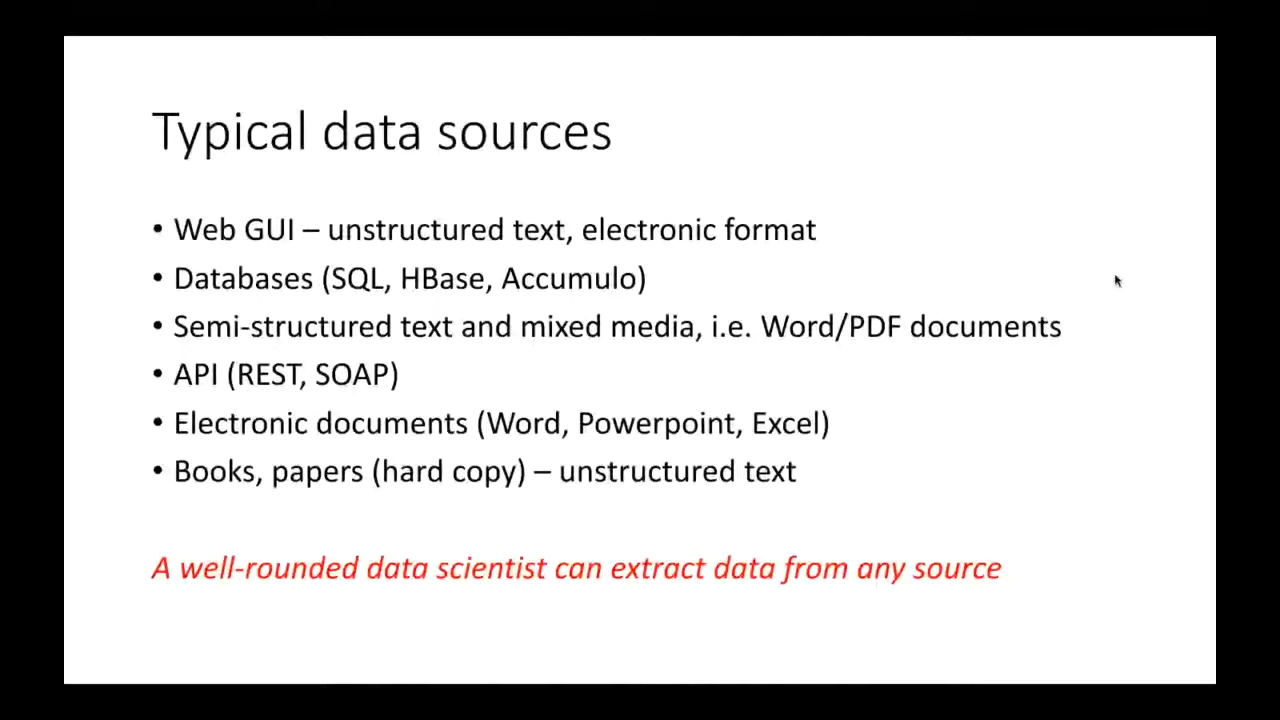 Typical data sources
• Web GUI – unstructured text, electronic format
• Databases (SQL, HBase, Accumulo)
• Semi-structured text and mixed media, i.e. Word/PDF documents
• API (REST, SOAP)
• Electronic documents (Word, Powerpoint, Excel)
• Books, papers (hard copy) – unstructured text
A well-rounded data scientist can extract data from any source